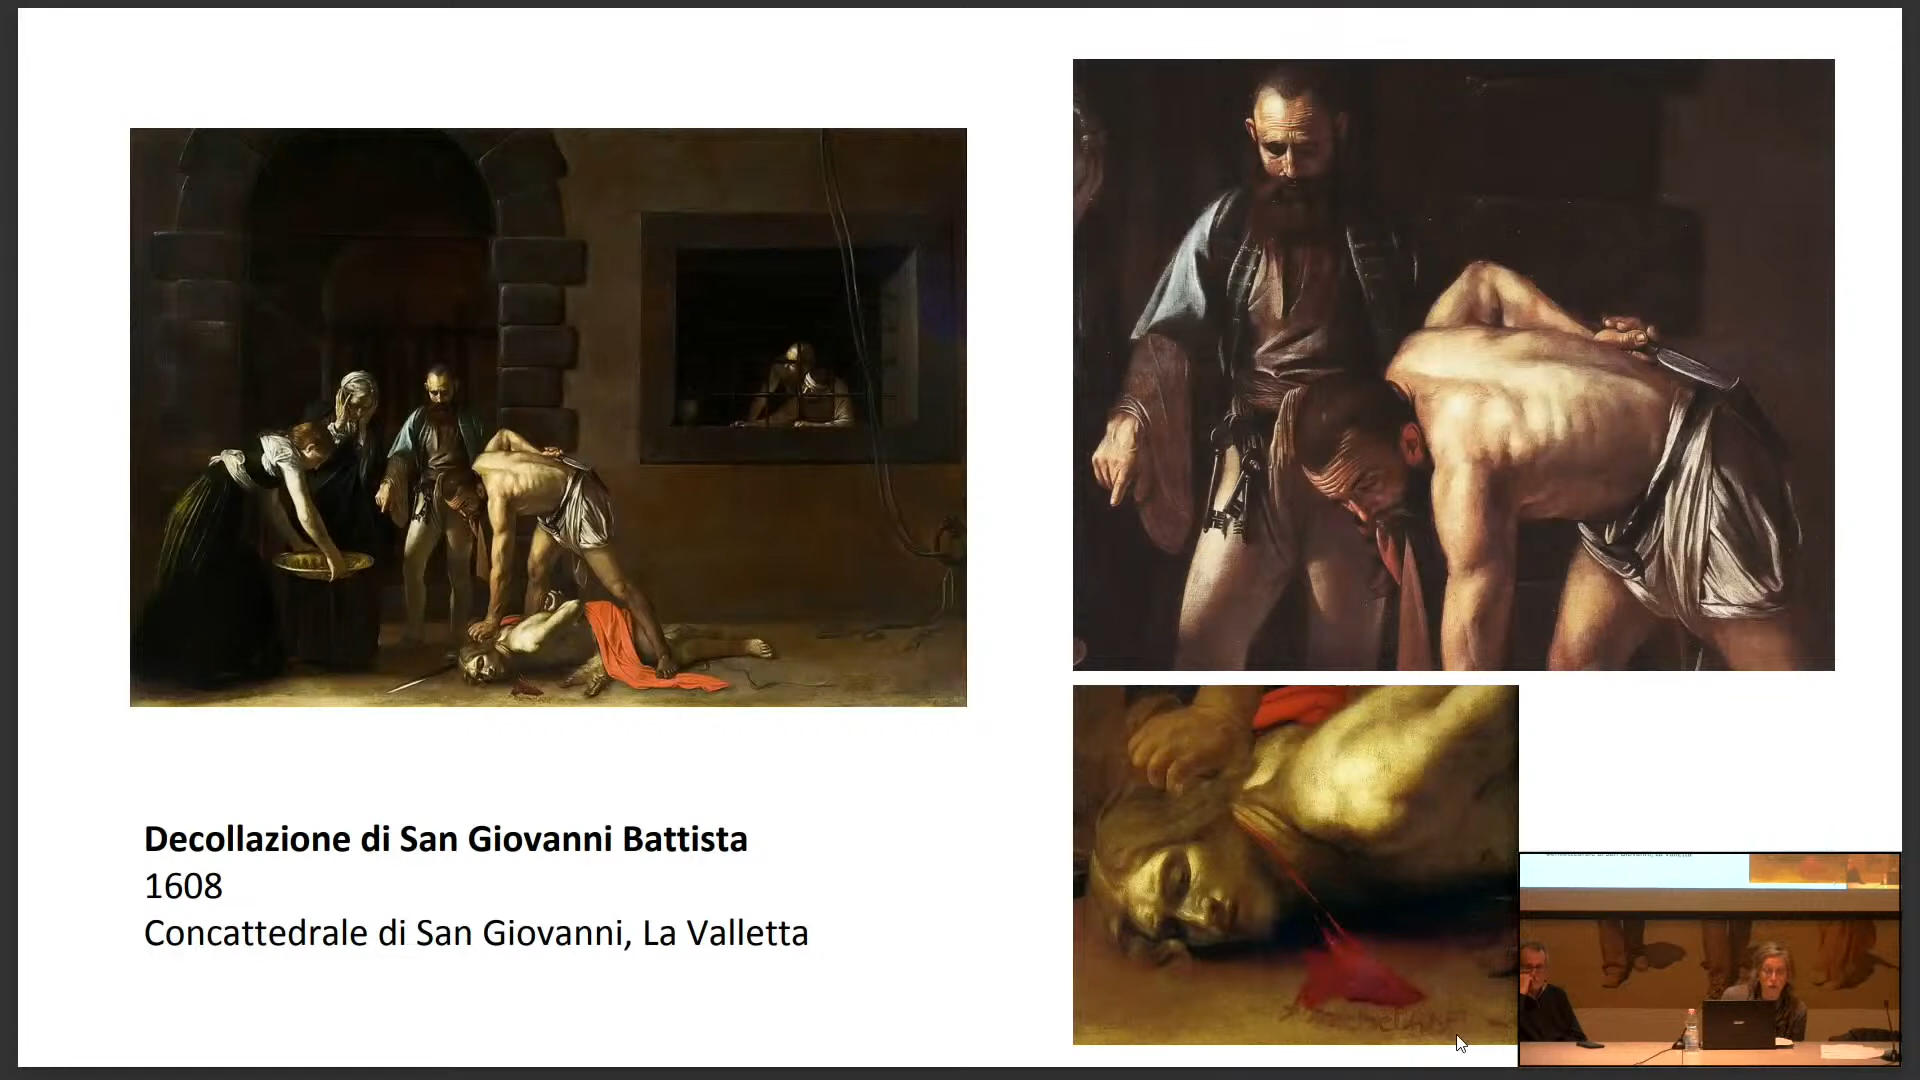 Decollazione di San Giovanni Battista
1608
Concattedrale di San Giovanni, La Valletta